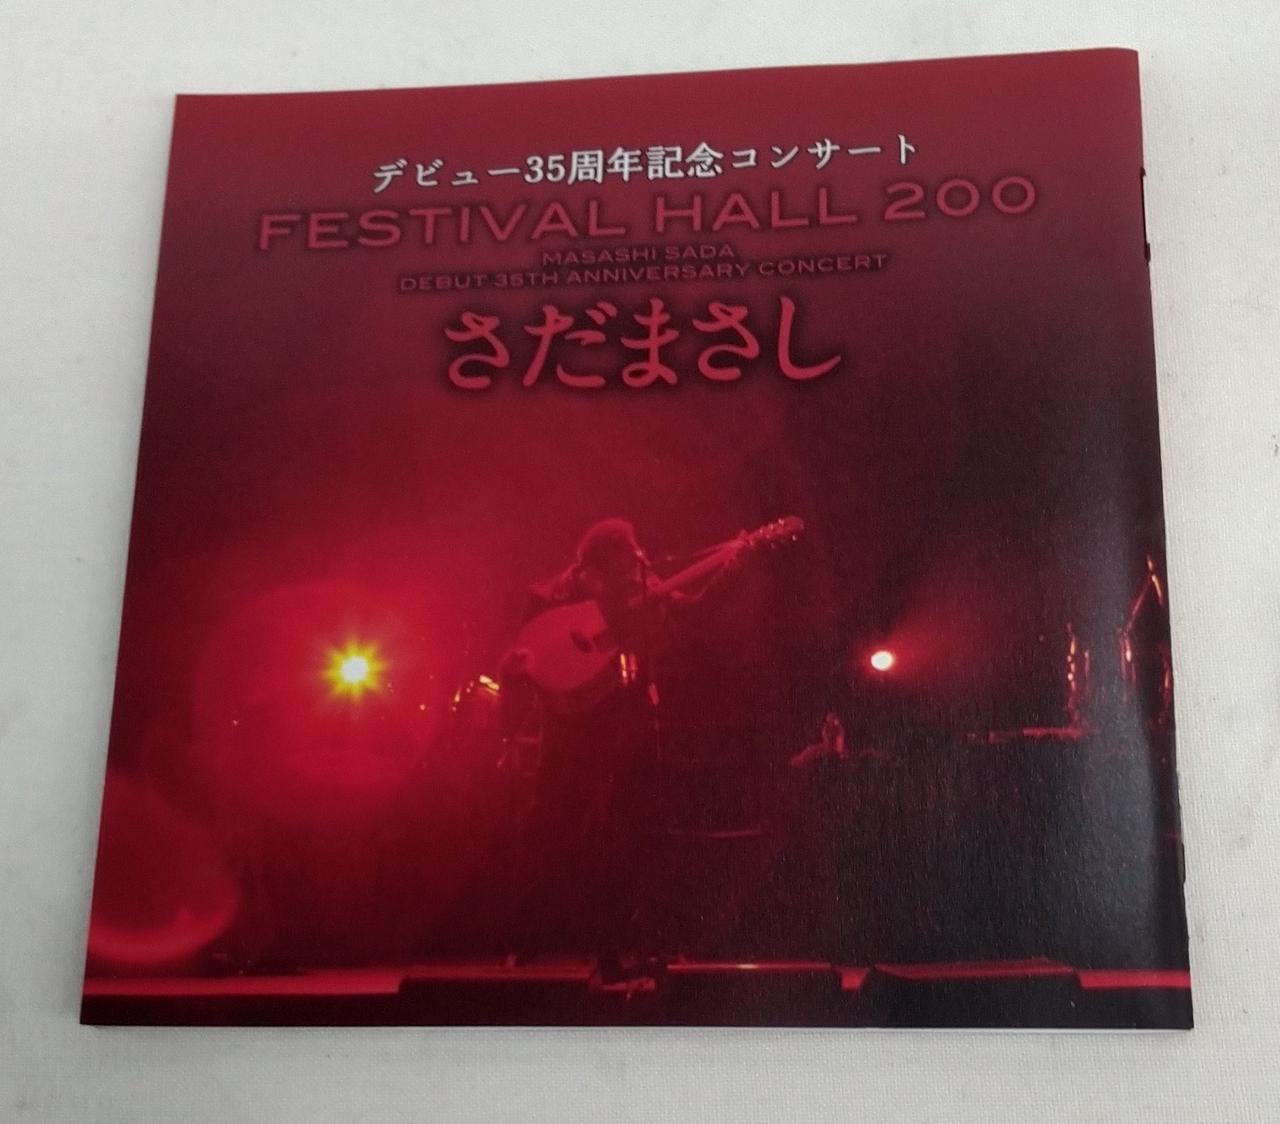 デビュー35周年記念コンサート
FESTIVAL HALL 200
MASASHI SADA
DEBUT 35TH ANNIVERSARY CONCERT
さだまさし